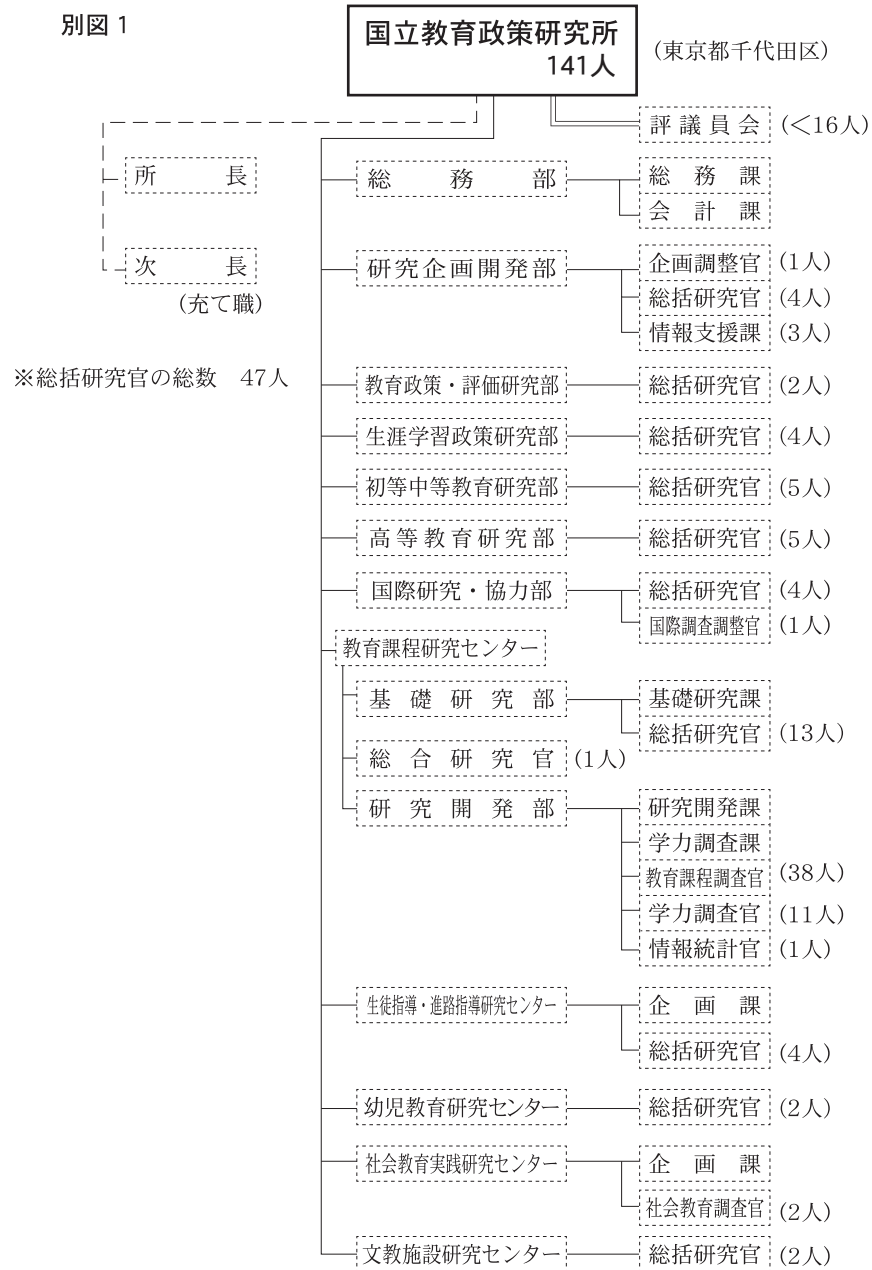 別図 1
国立教育政策研究所
141人
(東京都千代田区)
評議員会 (<16人)
所長
次長
(充て職)
※総括研究官の総数 47人
総務部
総務課
会計課
研究企画開発部
企画調整官 (1人)
総括研究官 (4人)
情報支援課 (3人)
教育政策・評価研究部 総括研究官 (2人)
生涯学習政策研究部 総括研究官 (4人)
初等中等教育研究部 総括研究官 (5人)
高等教育研究部 総括研究官 (5人)
国際研究・協力部 総括研究官 (4人)
国際調査調整官 (1人)
教育課程研究センター
基礎研究部 基礎研究課
総括研究官 (13人)
総合研究官 (1人)
研究開発部 研究開発課
学力調査課
教育課程調査官 (38人)
学力調査官 (11人)
情報統計官 (1人)
生徒指導・進路指導研究センター 企画課
総括研究官 (4人)
幼児教育研究センター 総括研究官 (2人)
社会教育実践研究センター 企画課
社会教育調査官 (2人)
文教施設研究センター 総括研究官 (2人)